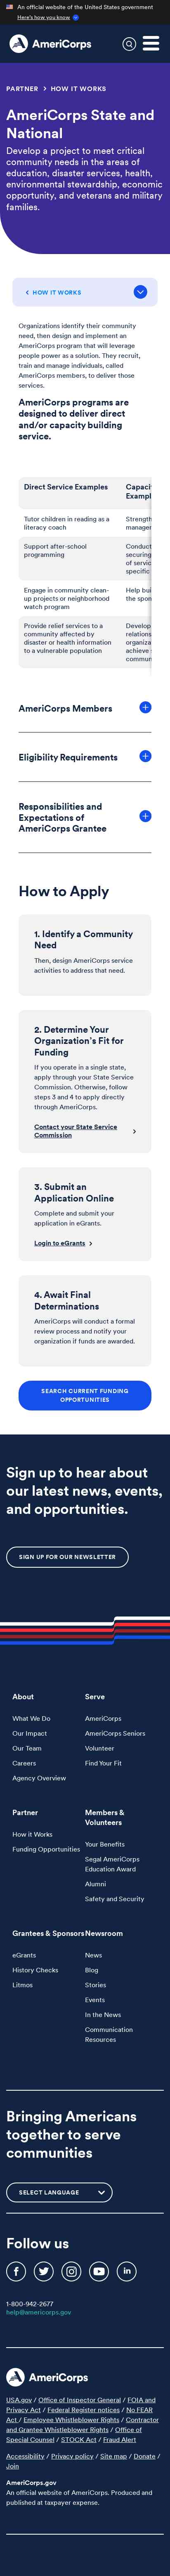 An official website of the United States government
Here's how you know
AmeriCorps
PARTNER > HOW IT WORKS
AmeriCorps State and
National
Develop a project to meet critical
community needs in the areas of
education, disaster services, health,
environmental stewardship, economic
opportunity, and veterans and military
families.
HOW IT WORKS
Organizations identify their community
need, then design and implement an
AmeriCorps program that will leverage
people power as a solution. They recruit,
train and manage individuals, called
AmeriCorps members, to deliver those
services.
AmeriCorps programs are
designed to deliver direct
and/or capacity building
service.
Direct Service Examples
Tutor children in reading as a
literacy coach
Support after-school
programming
Engage in community clean-
up projects or neighborhood
watch program
Provide relief services to a
community affected by
disaster or health information
to a vulnerable population
Capaci
Exampl
Strength
manager
Conduct
securing
of servic
specific
Help buil
the spon
Develop
relations
organiza
achieve s
commun
AmeriCorps Members
Eligibility Requirements
Responsibilities and
Expectations of
AmeriCorps Grantee
How to Apply
1. Identify a Community
Need
Then, design AmeriCorps service
activities to address that need.
2. Determine Your
Organization's Fit for
Funding
If you operate in a single state,
apply through your State Service
Commission. Otherwise, follow
steps 3 and 4 to apply directly
through AmeriCorps.
Contact your State Service
Commission
3. Submit an
Application Online
Complete and submit your
application in eGrants.
Login to eGrants
4. Await Final
Determinations
AmeriCorps will conduct a formal
review process and notify your
organization if funds are awarded.
SEARCH CURRENT FUNDING
OPPORTUNITIES
Sign up to hear about
our latest news, events,
and opportunities.
SIGN UP FOR OUR NEWSLETTER
About
What We Do
Our Impact
Our Team
Careers
Agency Overview
Serve
AmeriCorps
AmeriCorps Seniors
Volunteer
Find Your Fit
Partner
How it Works
Funding Opportunities
Members &
Volunteers
Your Benefits
Segal AmeriCorps
Education Award
Alumni
Safety and Security
Grantees & Sponsors
eGrants
History Checks
Litmos
Newsroom
News
Blog
Stories
Events
In the News
Communication
Resources
Bringing Americans
together to serve
communities
SELECT LANGUAGE
Follow us
1-800-942-2677
help@americorps.gov
AmeriCorps
USA.gov / Office of Inspector General / FOIA and
Privacy Act / Federal Register notices / No FEAR
Act / Employee Whistleblower Rights / Contractor
and Grantee Whistleblower Rights / Office of
Special Counsel / STOCK Act / Fraud Alert
Accessibility / Privacy policy / Site map / Donate /
Join
AmeriCorps.gov
An official website of AmeriCorps. Produced and
published at taxpayer expense.